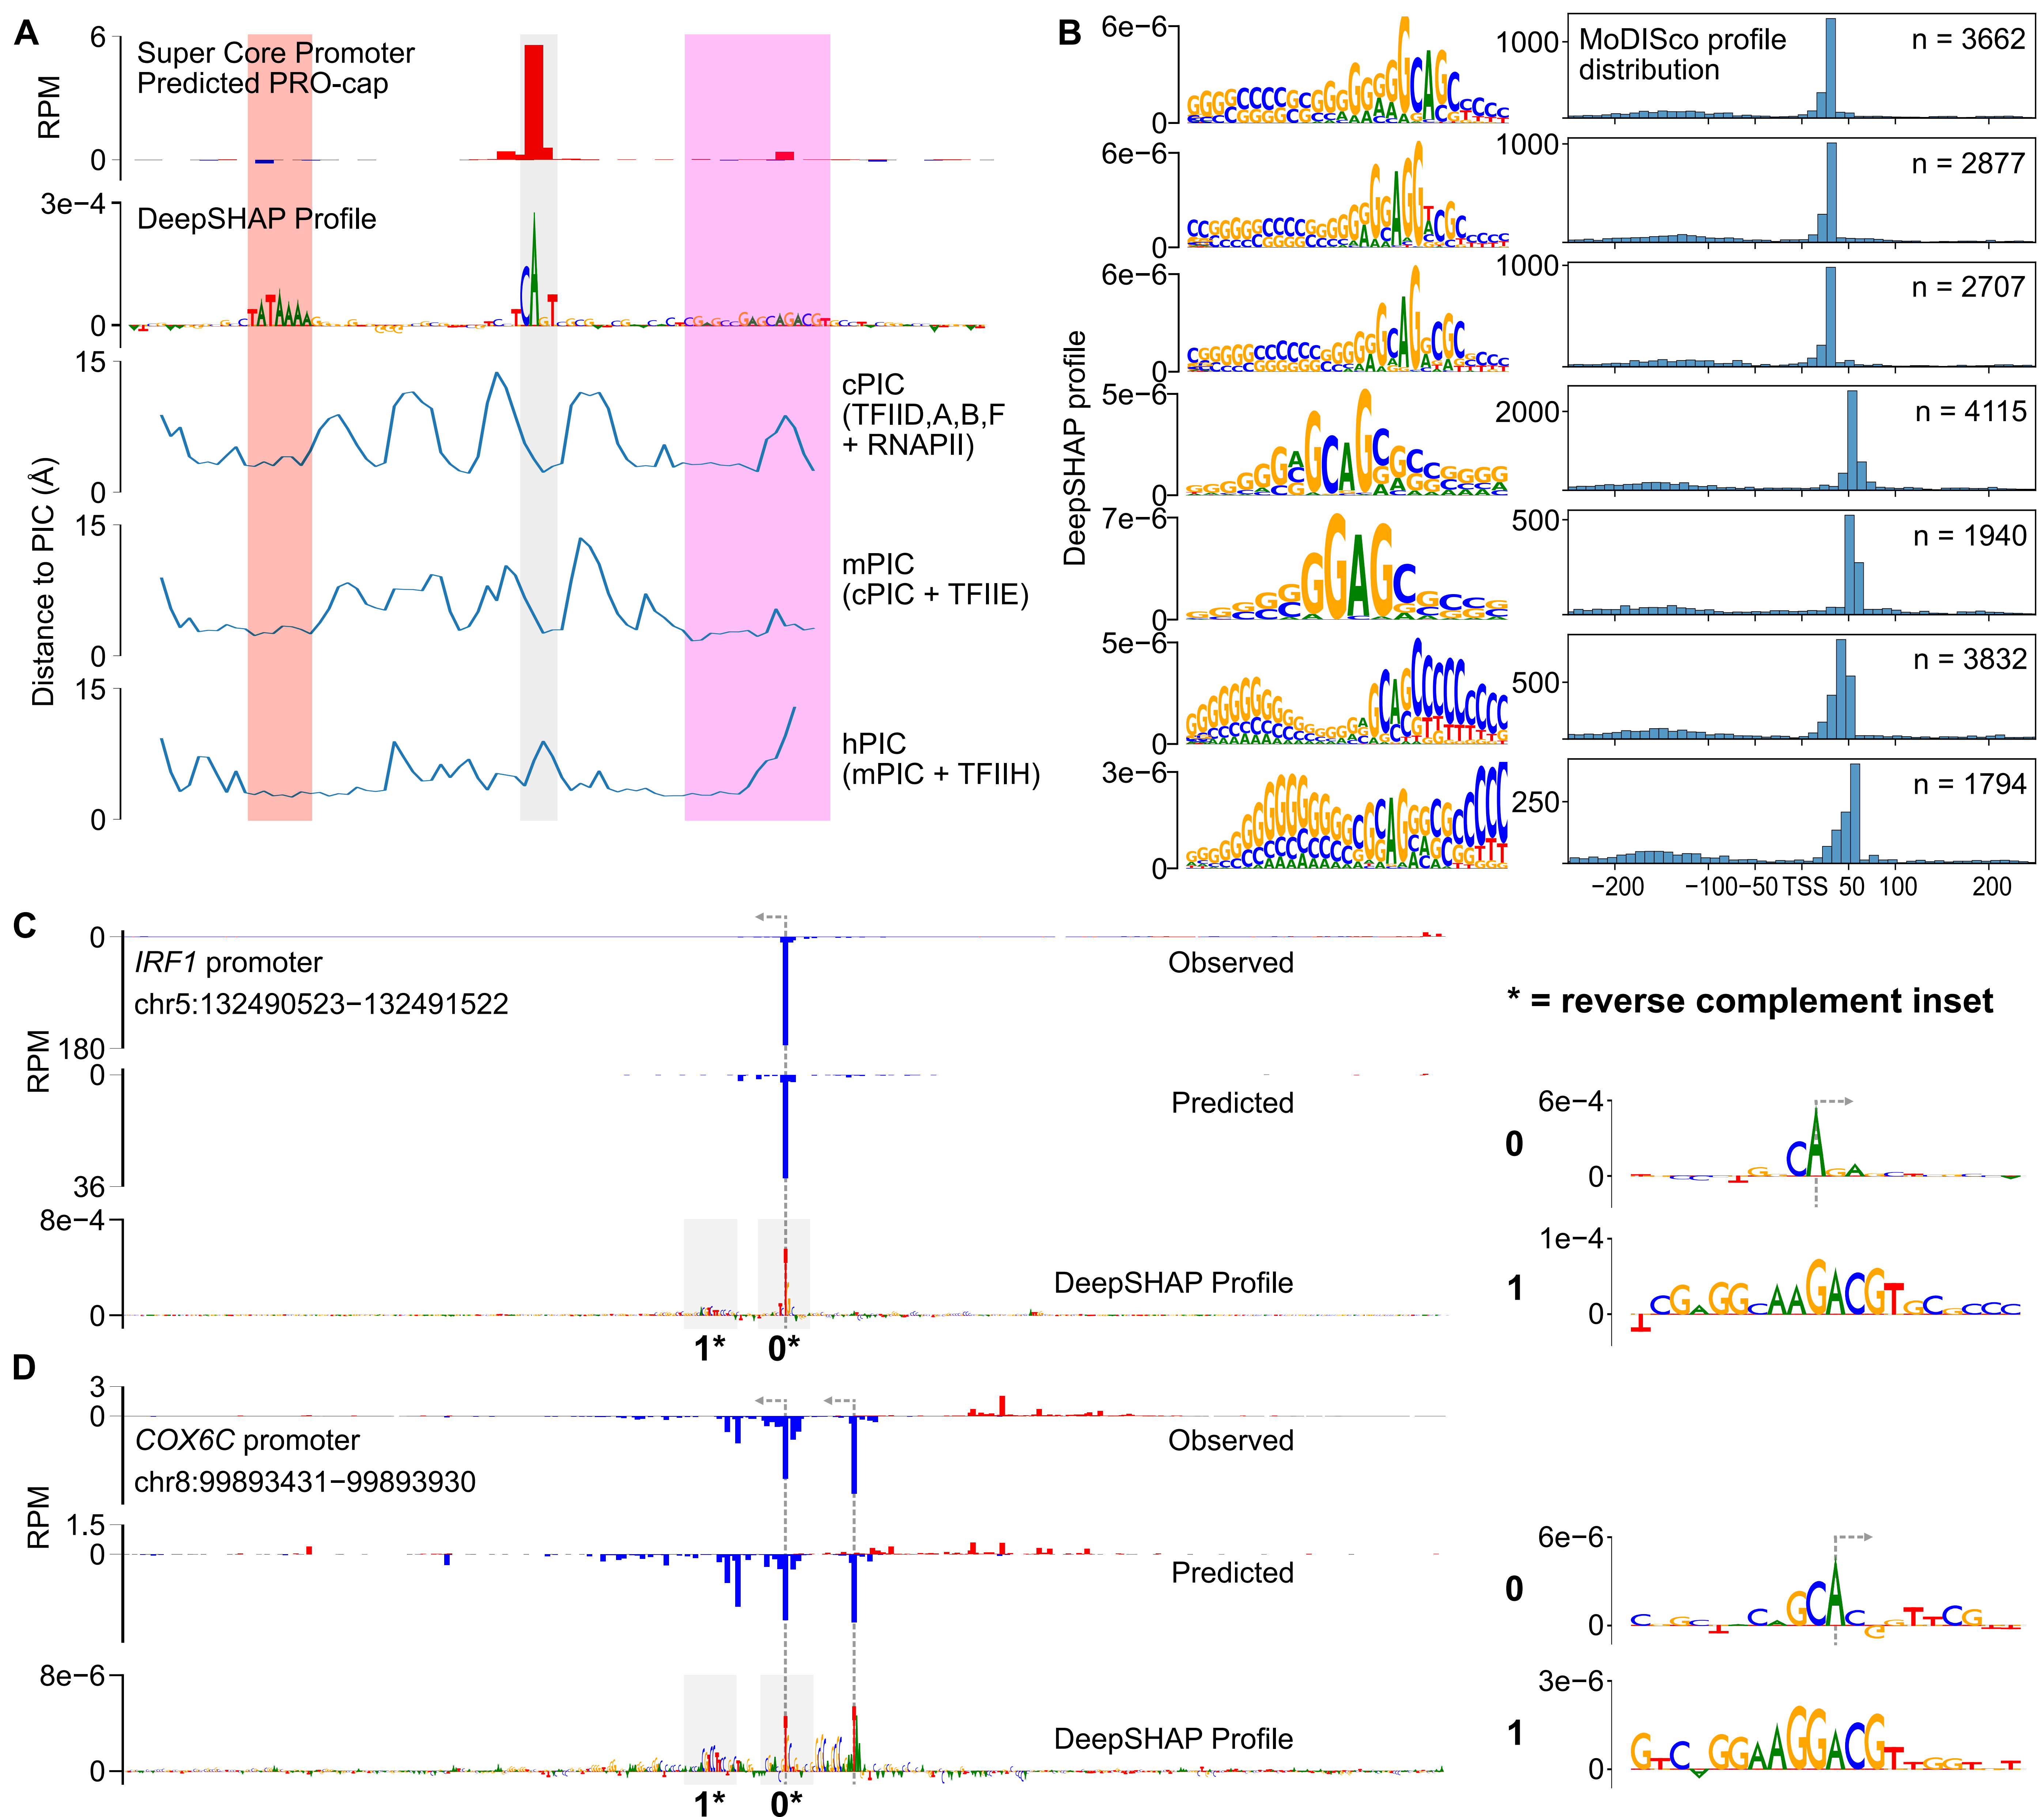 A
6
Super Core Promoter
Predicted PRO-cap
RPM
0
3e-4
DeepSHAP Profile
0
15
cPIC
(TFIID,A,B,F
+ RNAPII)
0
Distance to PIC (Å)
15
mPIC
(cPIC + TFIIE)
0
15
hPIC
(mPIC + TFIIH)
0
B
DeepSHAP profile
6e-6
0
1000
MoDISco profile
distribution
n = 3662
6e-6
0
1000
n = 2877
6e-6
0
1000
n = 2707
5e-6
0
2000
n = 4115
7e-6
0
500
n = 1940
5e-6
0
500
n = 3832
3e-6
0
250
n = 1794
−200 −100 −50 TSS 50 100 200
C
0
IRF1 promoter
chr5:132490523−132491522
Observed
RPM
180
0
Predicted
36
8e−4
0
DeepSHAP Profile
1* 0*
* = reverse complement inset
0
6e−4
0
1
1e−4
0
D
3
0
COX6C promoter
chr8:99893431−99893930
Observed
RPM
1.5
0
Predicted
8e−6
0
DeepSHAP Profile
1* 0*
0
6e−6
0
1
3e−6
0